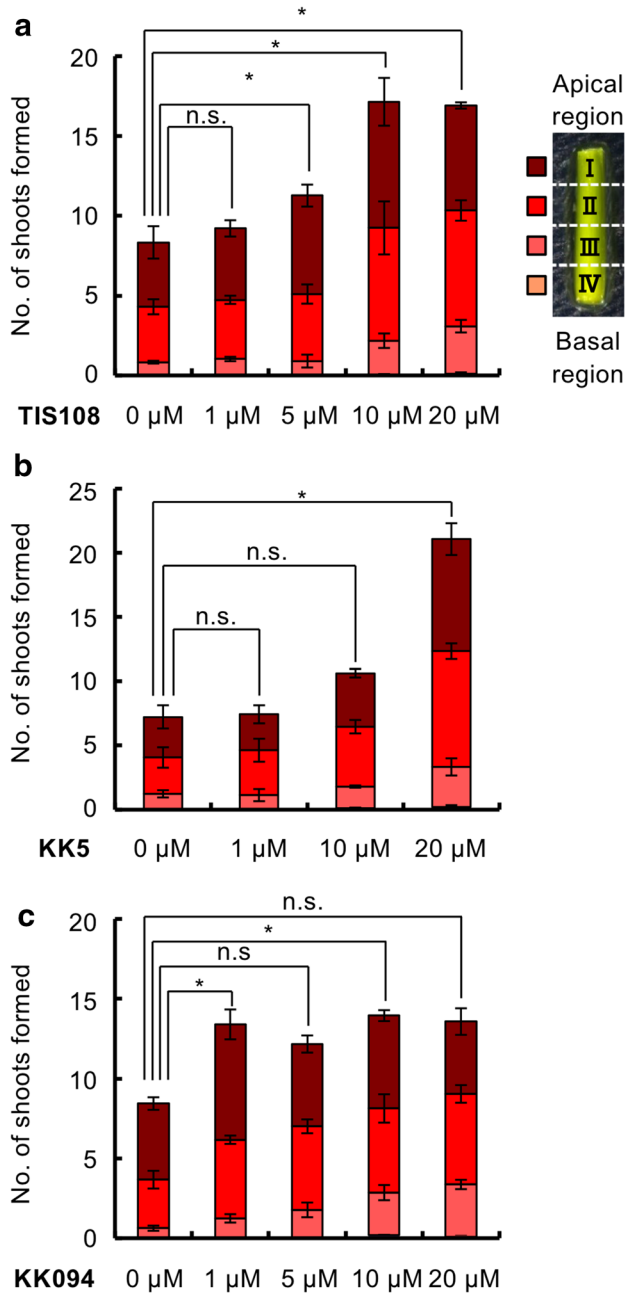 a
*
*
*
n.s.
20
15
10
5
0
No. of shoots formed
TIS108 0 µM 1 µM 5 µM 10 µM 20 µM
Apical
region
I
II
III
IV
Basal
region
b
*
n.s.
n.s.
25
20
15
10
5
0
No. of shoots formed
KK5 0 µM 1 µM 10 µM 20 µM
c
n.s.
*
n.s
*
20
15
10
5
0
No. of shoots formed
KK094 0 µM 1 µM 5 µM 10 µM 20 µM